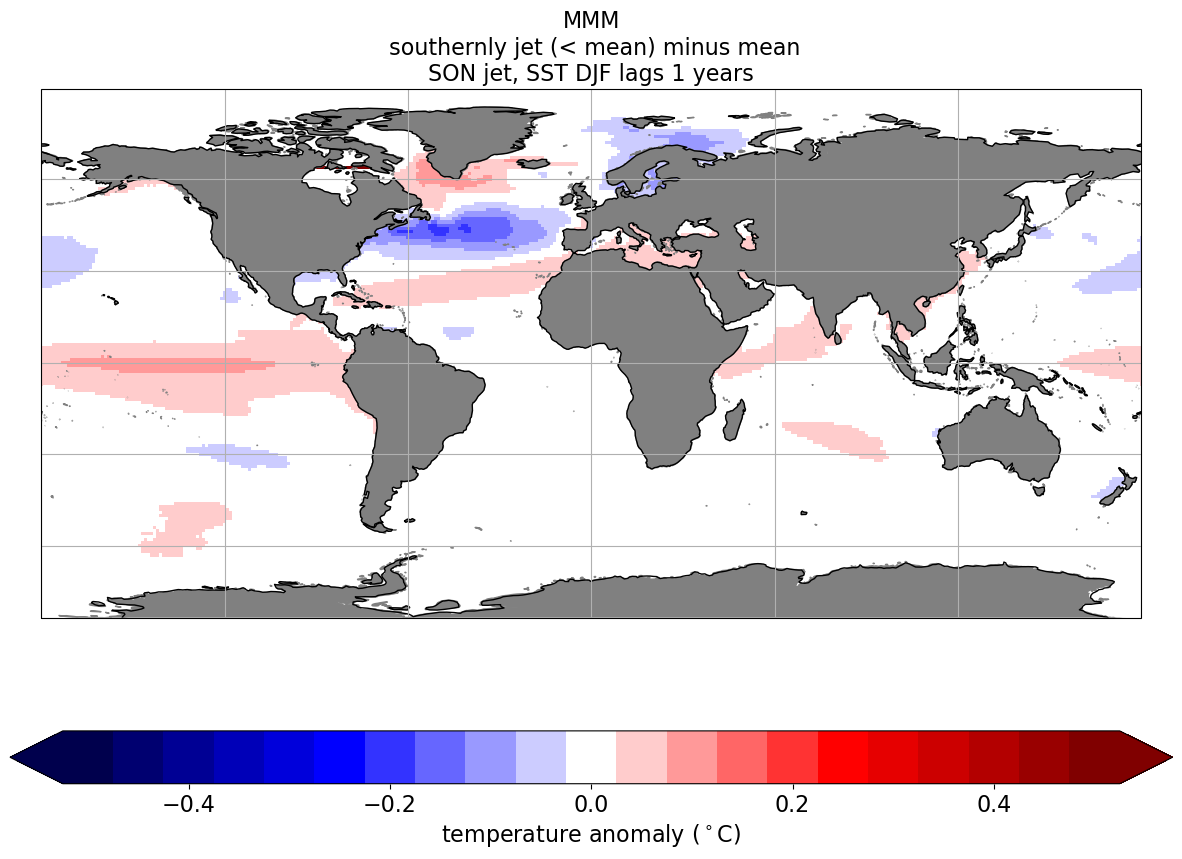 MMM
southernly jet (< mean) minus mean
SON jet, SST DJF lags 1 years
−0.4 −0.2 0.0 0.2 0.4
temperature anomaly (°C)